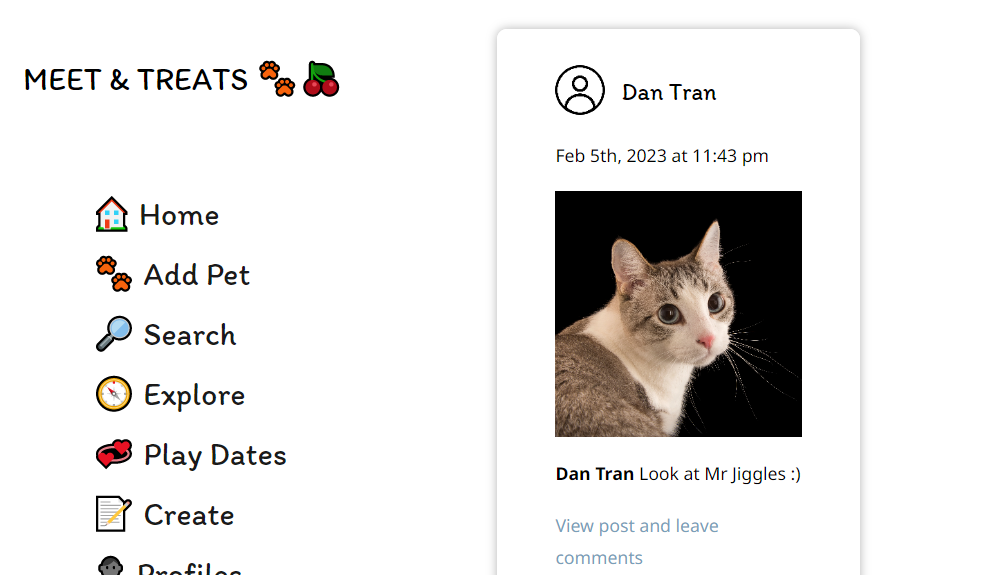 MEET & TREATS
Home
Add Pet
Search
Explore
Play Dates
Create
Profiles
Dan Tran
Feb 5th, 2023 at 11:43 pm
Dan Tran Look at Mr Jiggles :)
View post and leave
comments